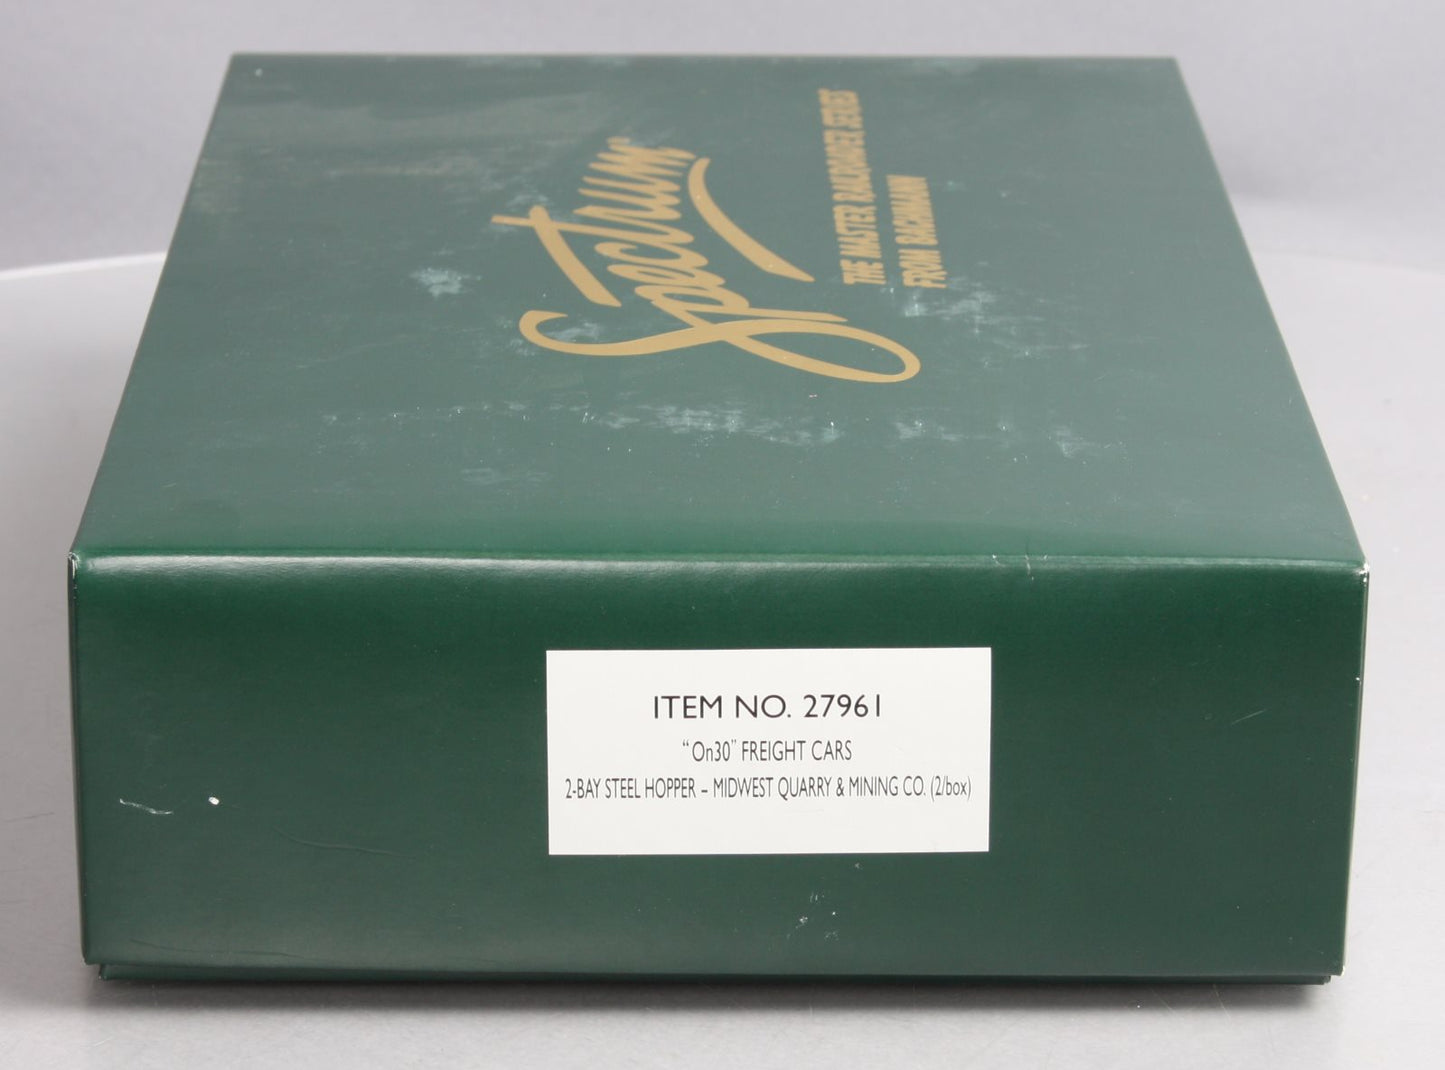 Spectrum®
THE MASTER RAILROADER SERIES
FROM BACHMANN
ITEM NO. 27961
“On30” FREIGHT CARS
2-BAY STEEL HOPPER – MIDWEST QUARRY & MINING CO. (2/box)